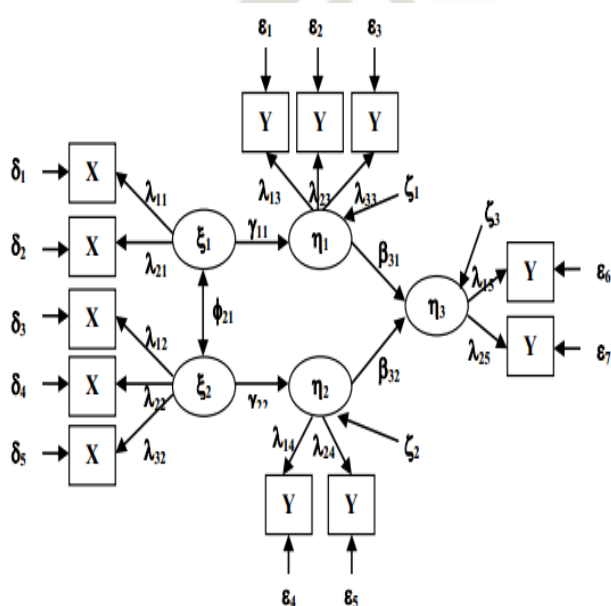 ε₁ ε₂ ε₃
Y Y Y
δ₁ X λ₁₁ λ₁₃ λ₂₃ λ₃₃ ζ₁
ζ₃
δ₂ X λ₂₁ ξ₁ γ₁₁ η₁ β₃₁ λ₁₅ Y ε₆
δ₃ X λ₁₂ ϕ₂₁ η₃
δ₄ X λ₂₂ ξ₂ γ₂₂ η₂ β₃₂ λ₂₅ Y ε₇
δ₅ X λ₃₂ λ₁₄ λ₂₄ ζ₂
Y Y
ε₄ ε₅